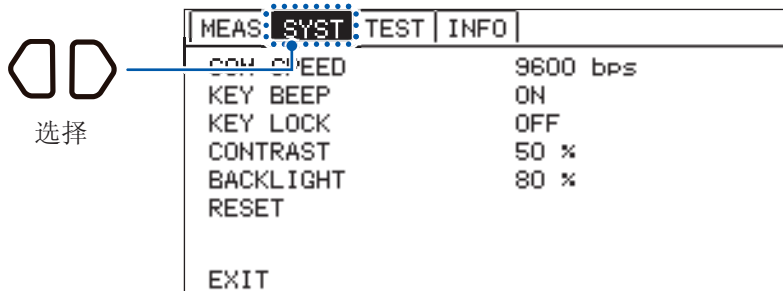 MEAS SYST TEST INFO
COM SPEED 9600 bps
KEY BEEP ON
选择
KEY LOCK OFF
CONTRAST 50 %
BACKLIGHT 80 %
RESET
EXIT